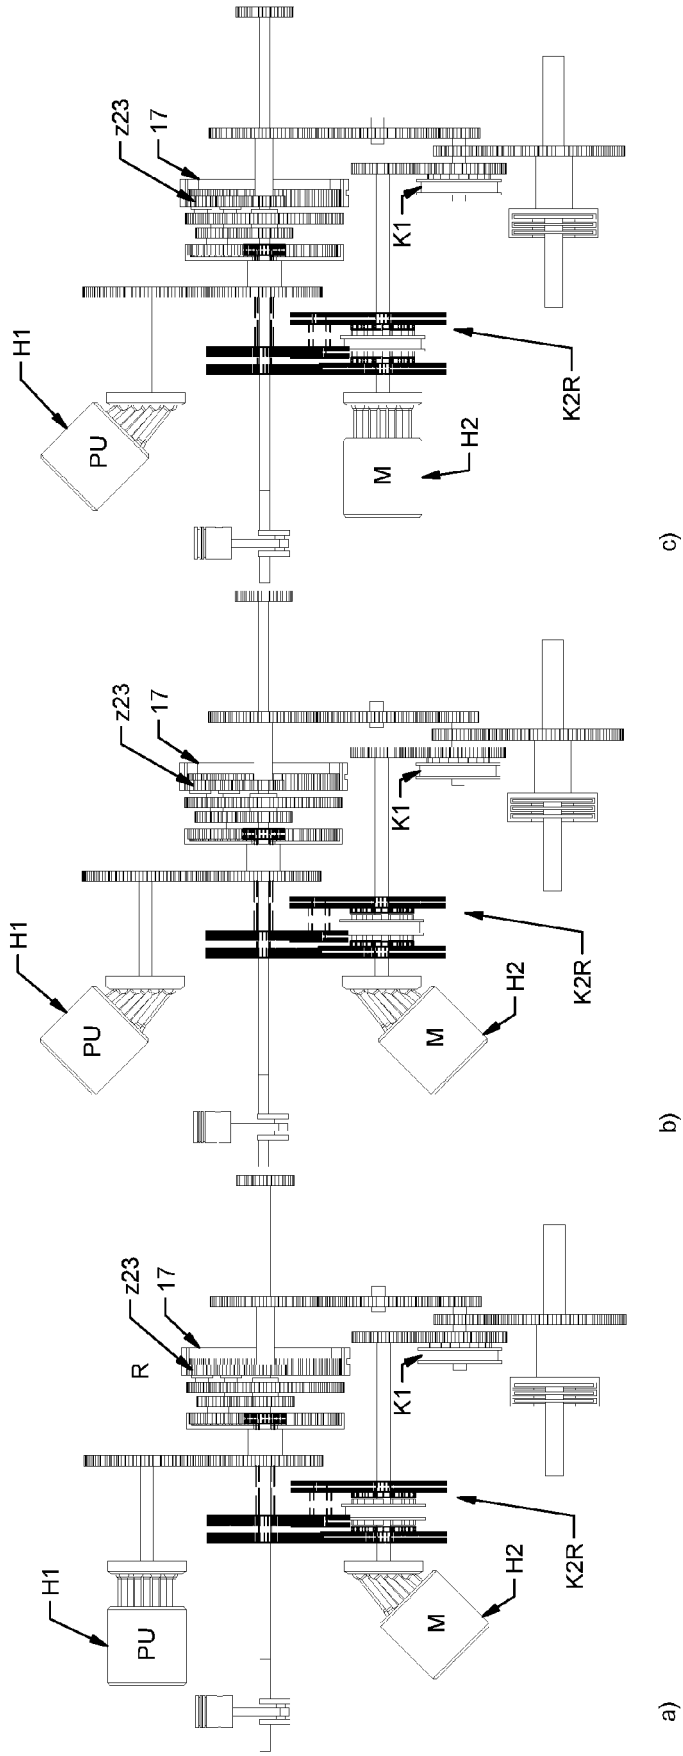 H1
PU
R
z23
17
K1
M
H2
K2R
a)
H1
PU
z23
17
K1
M
H2
K2R
b)
H1
PU
z23
17
K1
M
H2
K2R
c)